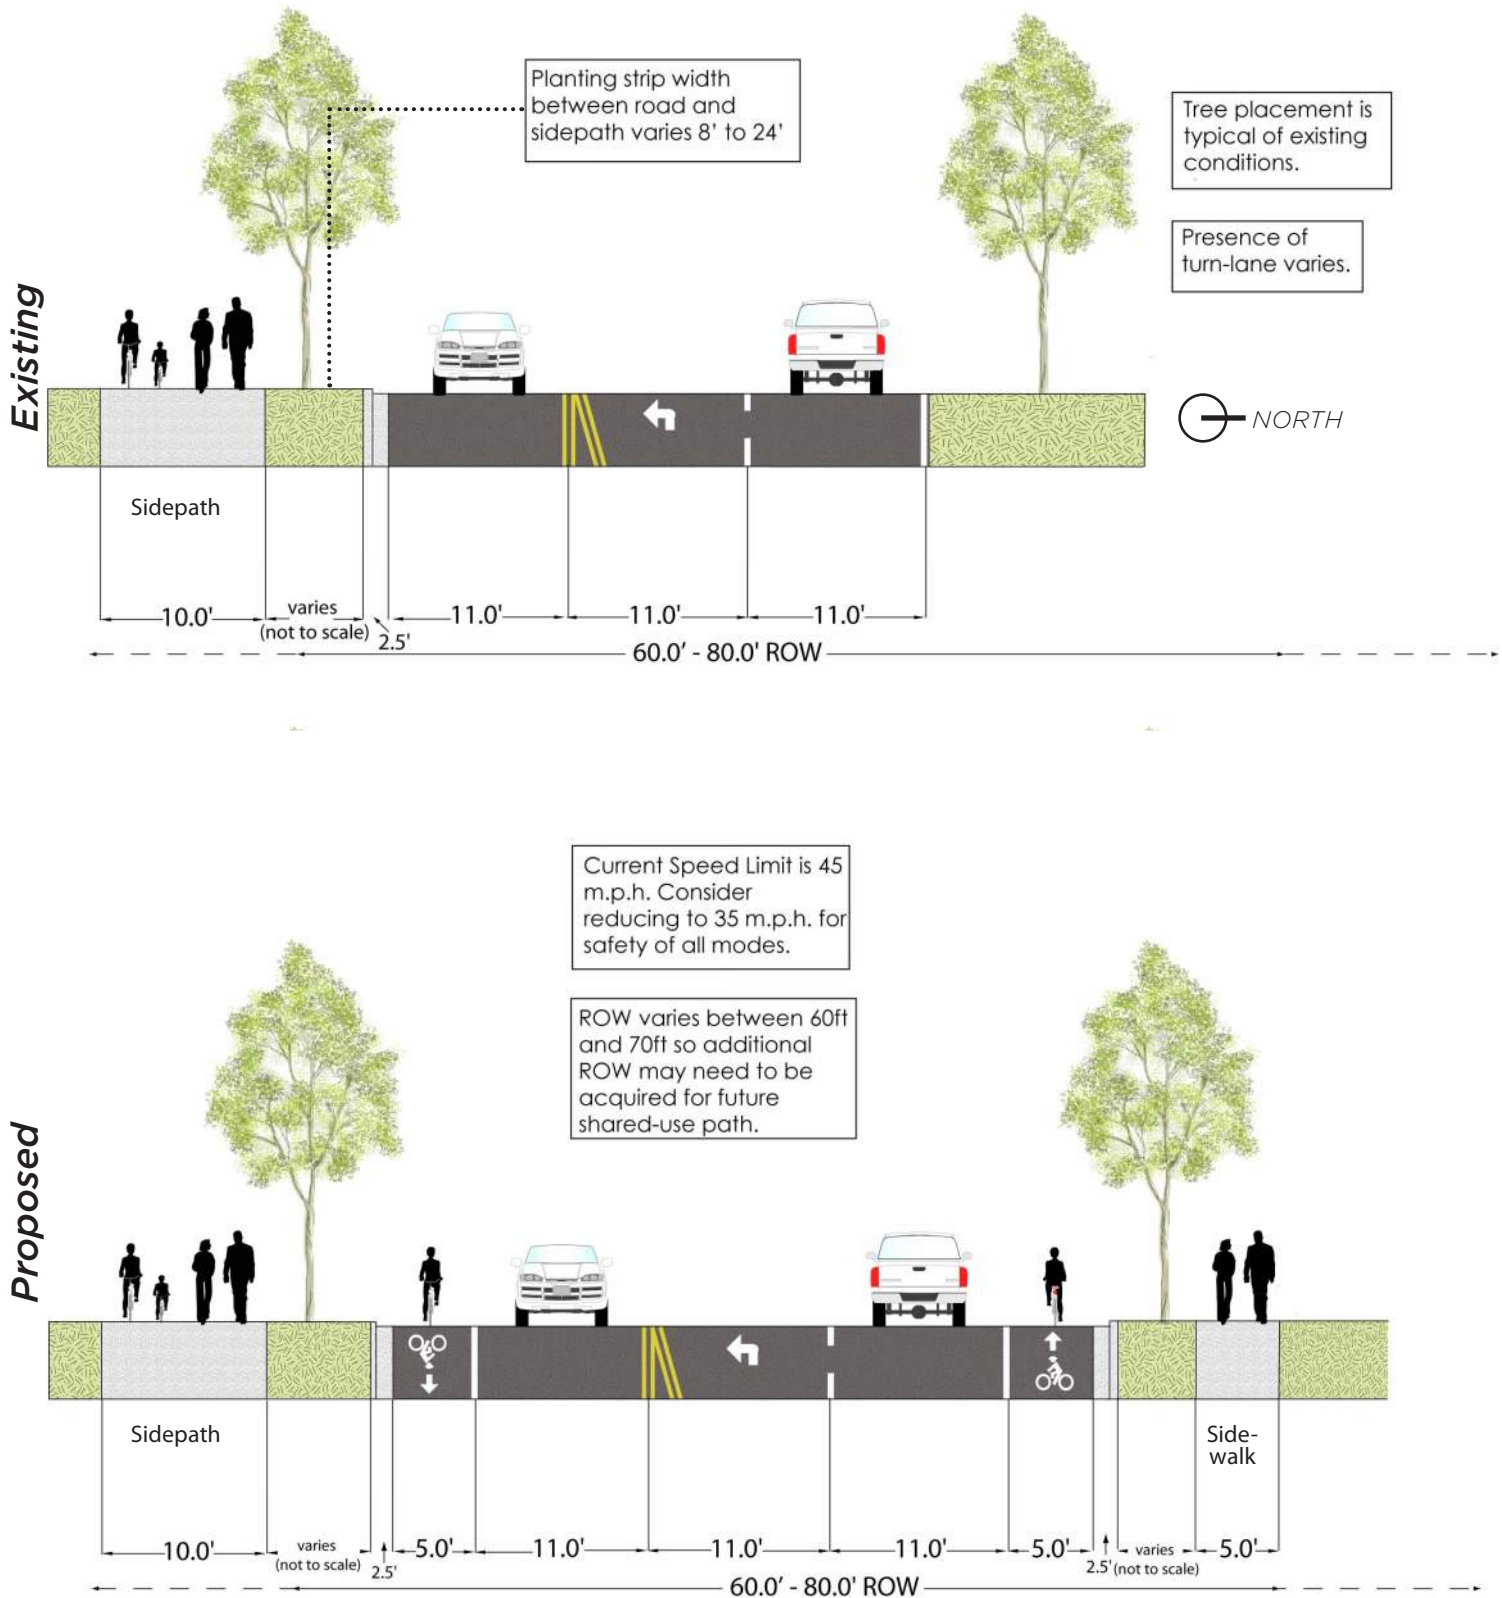 Existing
Planting strip width
between road and
sidepath varies 8' to 24'
Tree placement is
typical of existing
conditions.
Presence of
turn-lane varies.
NORTH
Sidepath
10.0'
varies
(not to scale)
2.5'
11.0'
11.0'
11.0'
60.0' - 80.0' ROW
Proposed
Current Speed Limit is 45
m.p.h. Consider
reducing to 35 m.p.h. for
safety of all modes.
ROW varies between 60ft
and 70ft so additional
ROW may need to be
acquired for future
shared-use path.
Sidepath
Side-
walk
10.0'
varies
(not to scale)
2.5'
5.0'
11.0'
11.0'
11.0'
5.0'
2.5'
varies
(not to scale)
5.0'
60.0' - 80.0' ROW